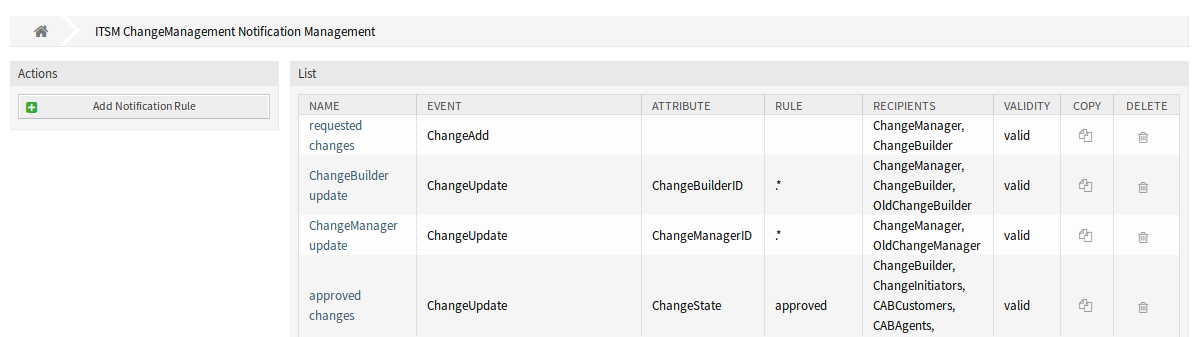 ITSM ChangeManagement Notification Management
Actions
Add Notification Rule
List
NAME EVENT ATTRIBUTE RULE RECIPIENTS VALIDITY COPY DELETE
requested changes ChangeAdd ChangeManager, ChangeBuilder valid
ChangeBuilder update ChangeUpdate ChangeBuilderID .* ChangeManager, ChangeBuilder, OldChangeBuilder valid
ChangeManager update ChangeUpdate ChangeManagerID .* ChangeManager, OldChangeManager valid
approved changes ChangeUpdate ChangeState approved ChangeBuilder, ChangeInitiators, CABCustomers, CABAgents, valid